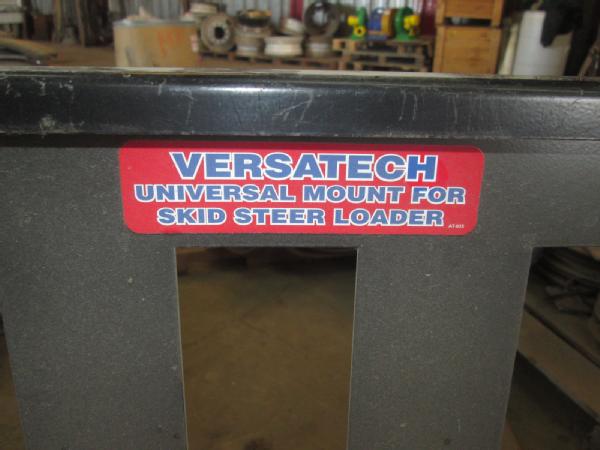 VERSATECH
UNIVERSAL MOUNT FOR
SKID STEER LOADER